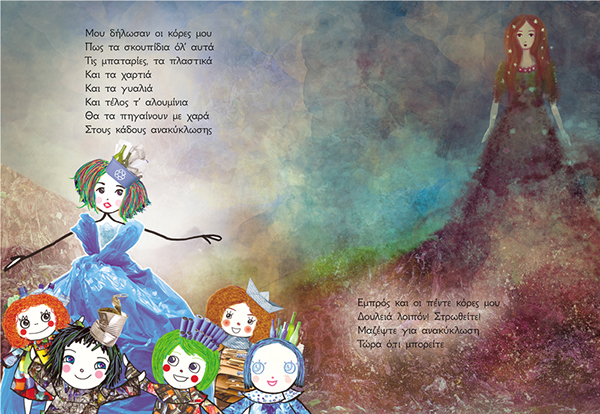 Μου δήλωσαν οι κόρες μου
Πως τα σκουπίδια όλ' αυτά
Τις μπαταρίες, τα πλαστικά
Και τα χαρτιά
Και τα γυαλιά
Και τέλος τ' αλουμίνια
Θα τα πηγαίνουν με χαρά
Στους κάδους ανακύκλωσης
Εμπρός και οι πέντε κόρες μου
Δουλειά λοιπόν! Στρωθείτε!
Μαζέψτε για ανακύκλωση
Τώρα ό,τι μπορείτε